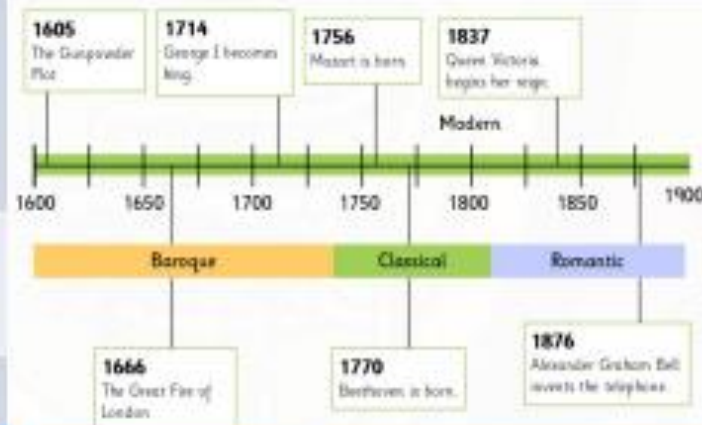 1605
The Gunpowder
Plot
1714
George I becomes
king.
1756
Mozart is born.
1837
Queen Victoria
begins her reign.
Modern
1600
1650
1700
1750
1800
1850
1900
Baroque
Classical
Romantic
1666
The Great Fire of
London
1770
Beethoven is born.
1876
Alexander Graham Bell
invents the telephone.